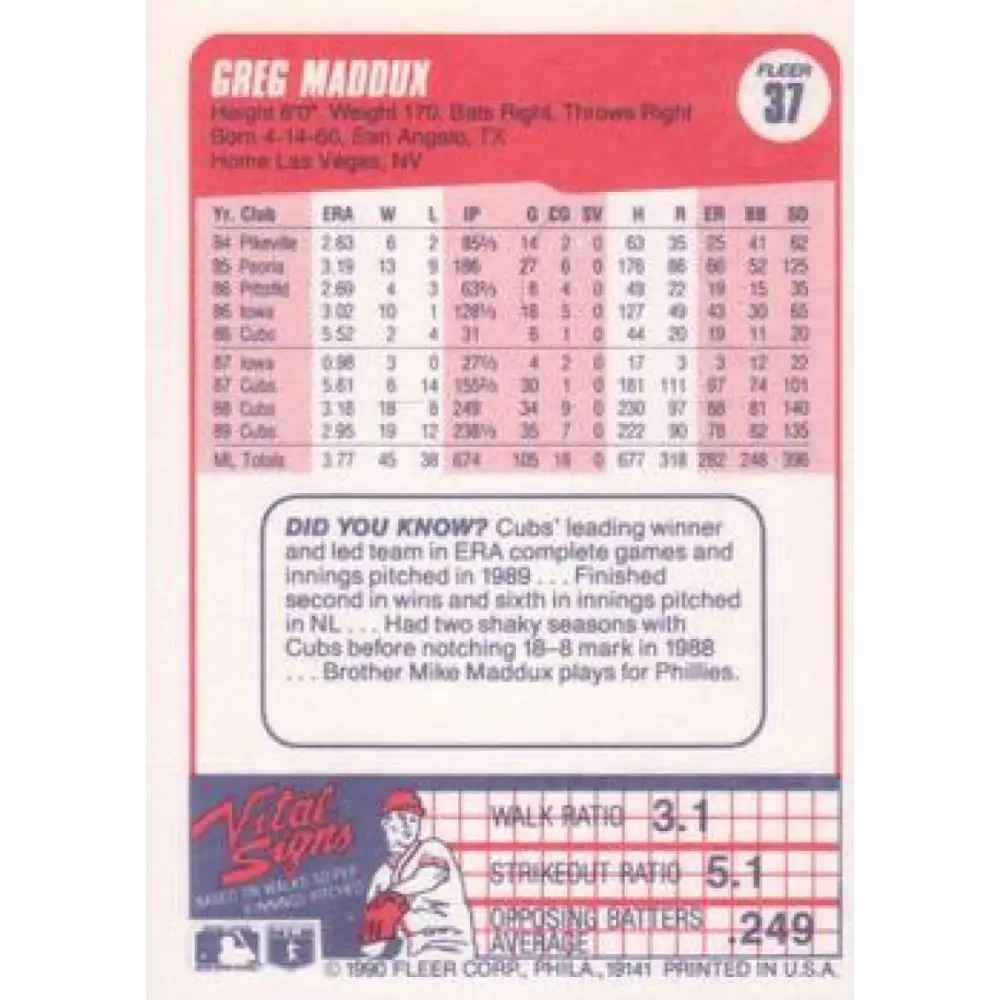 GREG MADDUX
FLEER
37
Height 6'0" Weight 170 Bats Right, Throws Right
Born 4-14-66, San Angelo, TX
Home Las Vegas, NV
Yr. Club ERA W L IP G CG SV H R ER BB SO
84 Pikeville 2.63 6 2 85⅔ 14 2 0 63 35 25 41 62
85 Peoria 3.19 13 9 186 27 6 0 176 86 66 52 125
86 Pittsfld 2.69 4 3 63⅔ 8 4 0 49 22 19 15 35
86 Iowa 3.02 10 1 128⅓ 18 5 0 127 49 43 30 65
86 Cubs 5.52 2 4 31 6 1 0 44 20 19 11 20
87 Iowa 0.98 3 0 27⅔ 4 2 0 17 3 3 12 22
87 Cubs 5.61 6 14 155⅔ 30 1 0 181 111 97 74 101
88 Cubs 3.18 18 8 249 34 9 0 230 97 88 81 140
89 Cubs 2.95 19 12 238⅓ 35 7 0 222 90 78 82 135
ML Totals 3.77 45 38 674 105 18 0 677 318 282 248 396
DID YOU KNOW? Cubs' leading winner
and led team in ERA complete games and
innings pitched in 1989 . . . Finished
second in wins and sixth in innings pitched
in NL . . . Had two shaky seasons with
Cubs before notching 18–8 mark in 1988
. . . Brother Mike Maddux plays for Phillies.
Vital
Signs
BASED ON WALKS, SO PER
9 INNINGS PITCHED
WALK RATIO 3.1
STRIKEOUT RATIO 5.1
OPPOSING BATTERS
AVERAGE .249
© 1990 FLEER CORP., PHILA., 19141 PRINTED IN U.S.A.